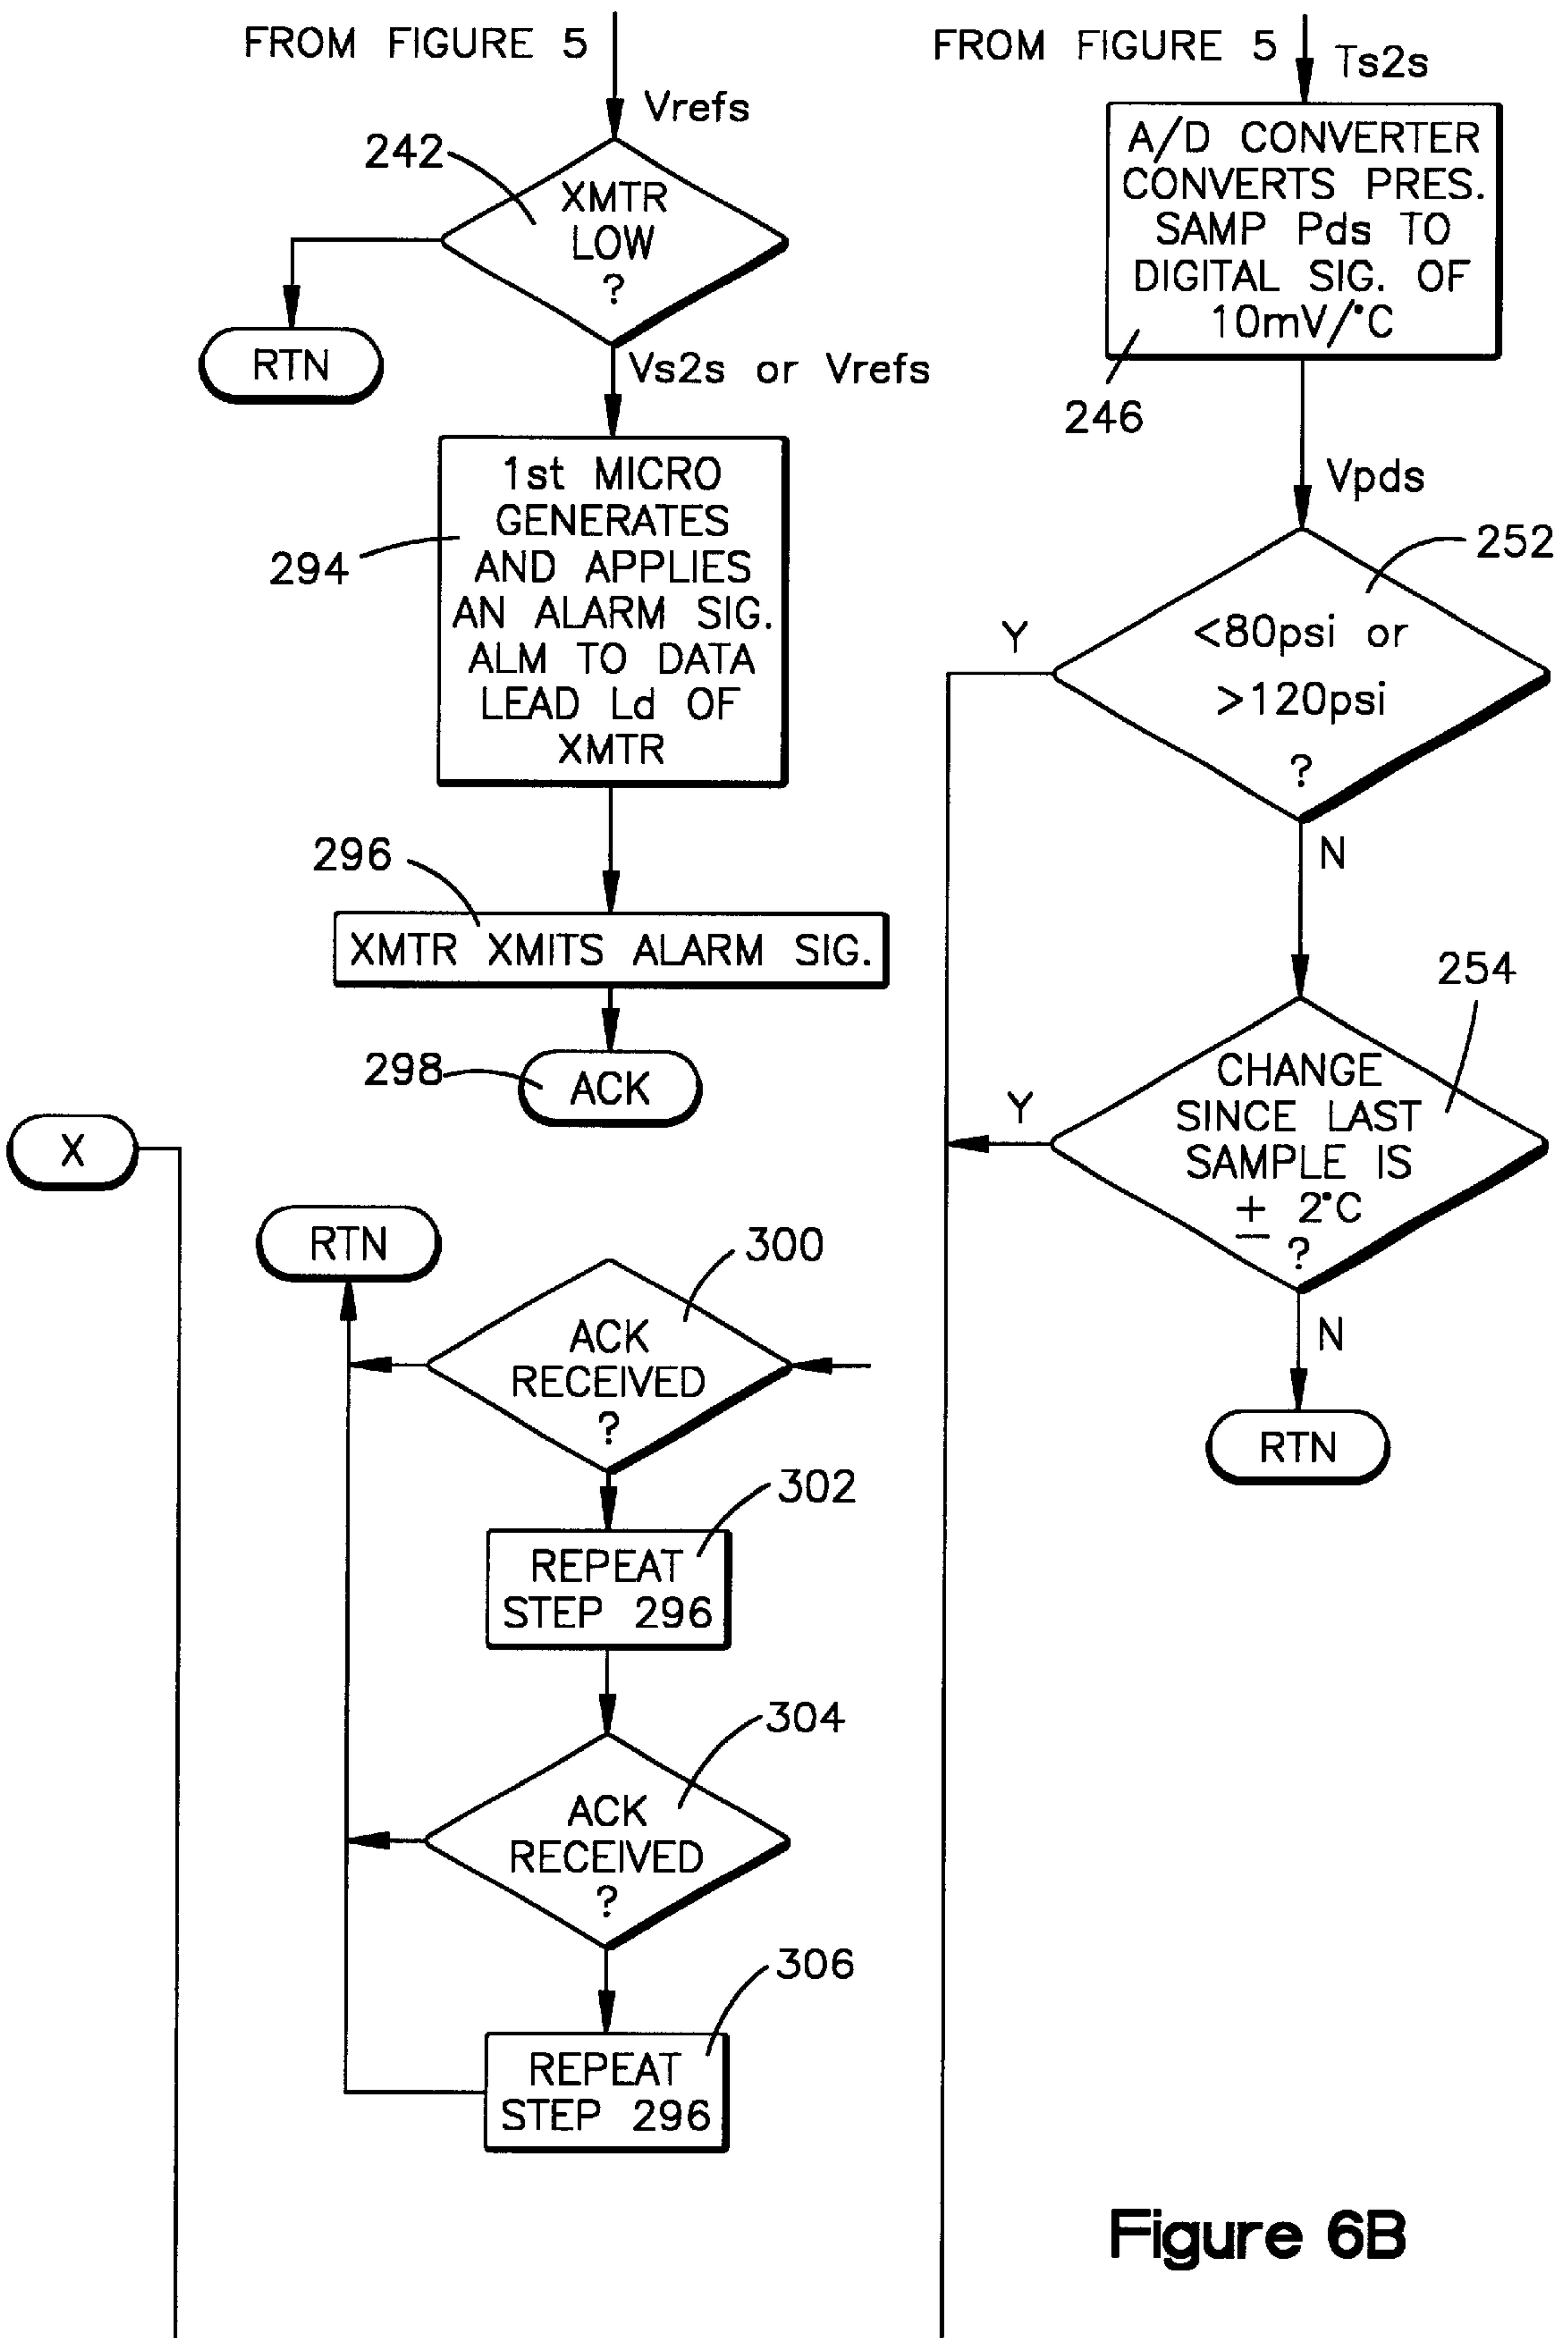 FROM FIGURE 5
Vrefs
242
XMTR
LOW
?
RTN
Vs2s or Vrefs
1st MICRO
GENERATES
AND APPLIES
AN ALARM SIG.
ALM TO DATA
LEAD Ld OF
XMTR
294
296
XMTR XMITS ALARM SIG.
298
ACK
X
RTN
300
ACK
RECEIVED
?
302
REPEAT
STEP 296
304
ACK
RECEIVED
?
306
REPEAT
STEP 296
FROM FIGURE 5
Ts2s
A/D CONVERTER
CONVERTS PRES.
SAMP Pds TO
DIGITAL SIG. OF
10mV/°C
246
Vpds
252
<80psi or
>120psi
?
Y
N
254
CHANGE
SINCE LAST
SAMPLE IS
± 2°C
?
Y
N
RTN
Figure 6B